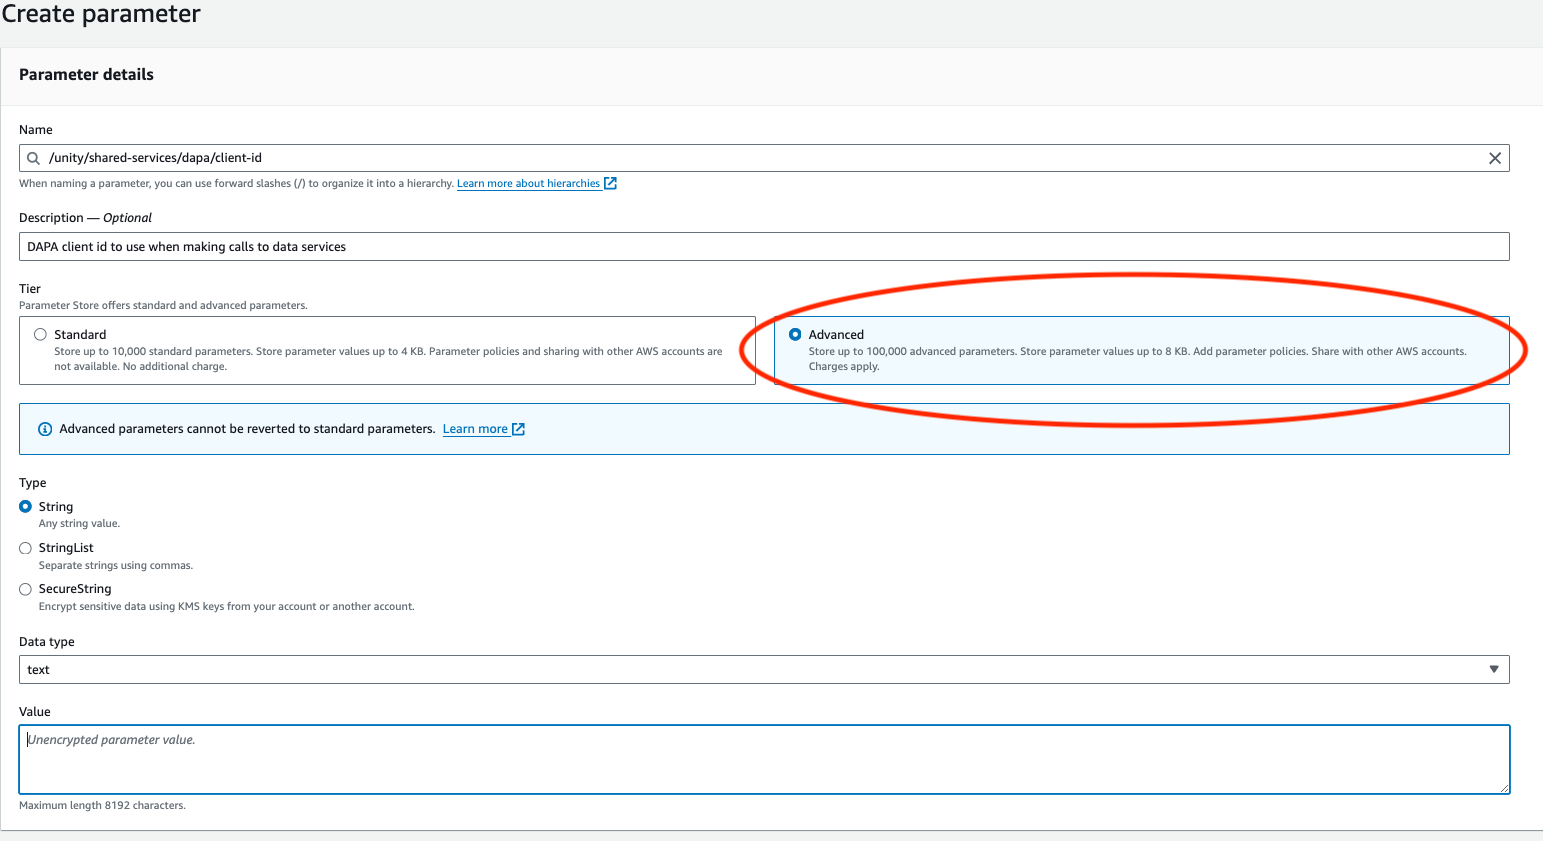 Create parameter
Parameter details
Name
/unity/shared-services/dapa/client-id
When naming a parameter, you can use forward slashes (/) to organize it into a hierarchy. Learn more about hierarchies
Description — Optional
DAPA client id to use when making calls to data services
Tier
Parameter Store offers standard and advanced parameters.
Standard
Store up to 10,000 standard parameters. Store parameter values up to 4 KB. Parameter policies and sharing with other AWS accounts are
not available. No additional charge.
Advanced
Store up to 100,000 advanced parameters. Store parameter values up to 8 KB. Add parameter policies. Share with other AWS accounts.
Charges apply.
Advanced parameters cannot be reverted to standard parameters. Learn more
Type
String
Any string value.
StringList
Separate strings using commas.
SecureString
Encrypt sensitive data using KMS keys from your account or another account.
Data type
text
Value
Unencrypted parameter value.
Maximum length 8192 characters.